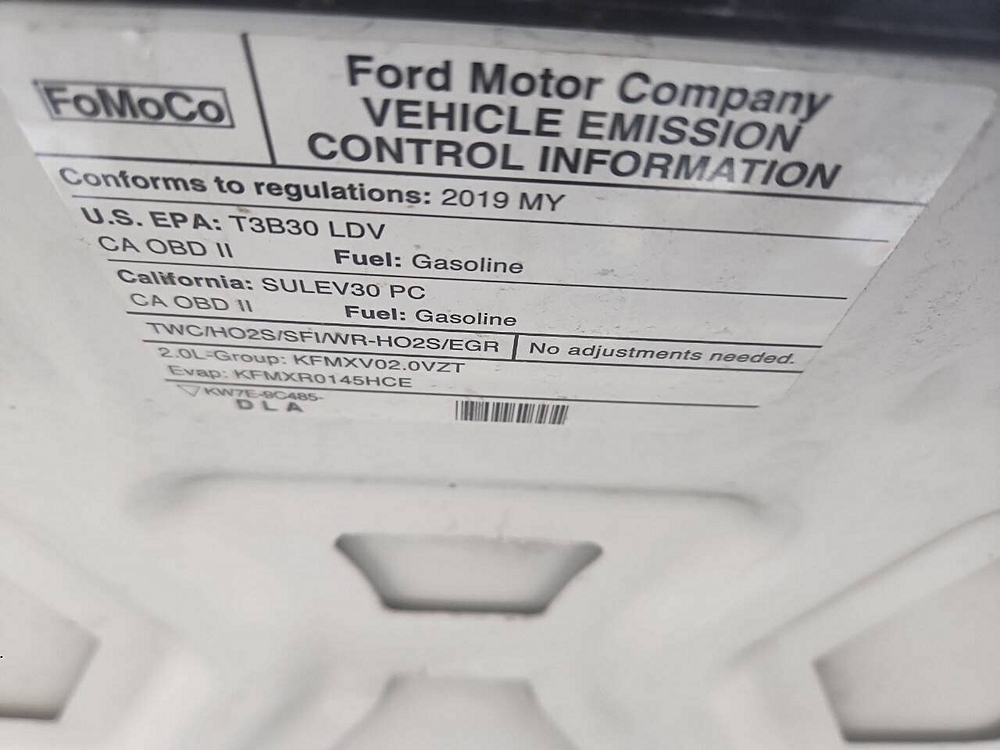 FoMoCo
Ford Motor Company
VEHICLE EMISSION
CONTROL INFORMATION
Conforms to regulations: 2019 MY
U.S. EPA: T3B30 LDV
CA OBD II Fuel: Gasoline
California: SULEV30 PC
CA OBD II Fuel: Gasoline
TWC/HO2S/SFI/WR-HO2S/EGR No adjustments needed.
2.0L-Group: KFMXV02.0VZT
Evap: KFMXR0145HCE
KW7E-9C485-
DLA